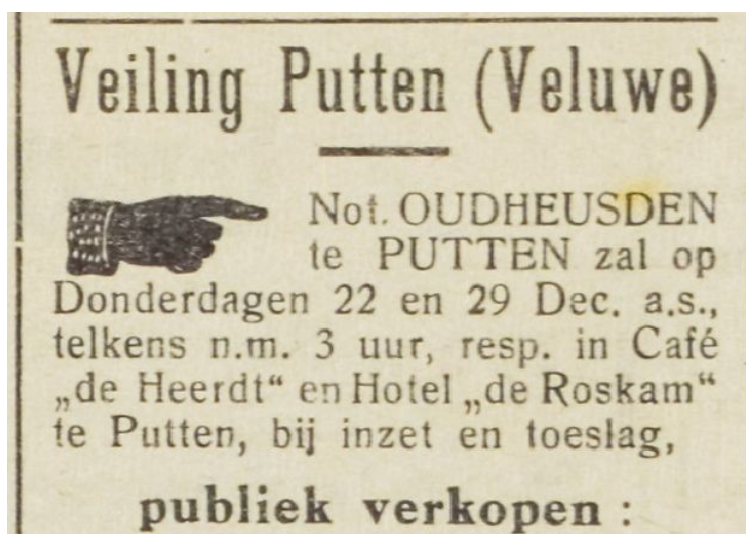 Veiling Putten (Veluwe)
Not. OUDHEUSDEN
te PUTTEN zal op
Donderdagen 22 en 29 Dec. a.s.,
telkens n.m. 3 uur, resp. in Café
„de Heerdt“ en Hotel „de Roskam“
te Putten, bij inzet en toeslag,
publiek verkopen :